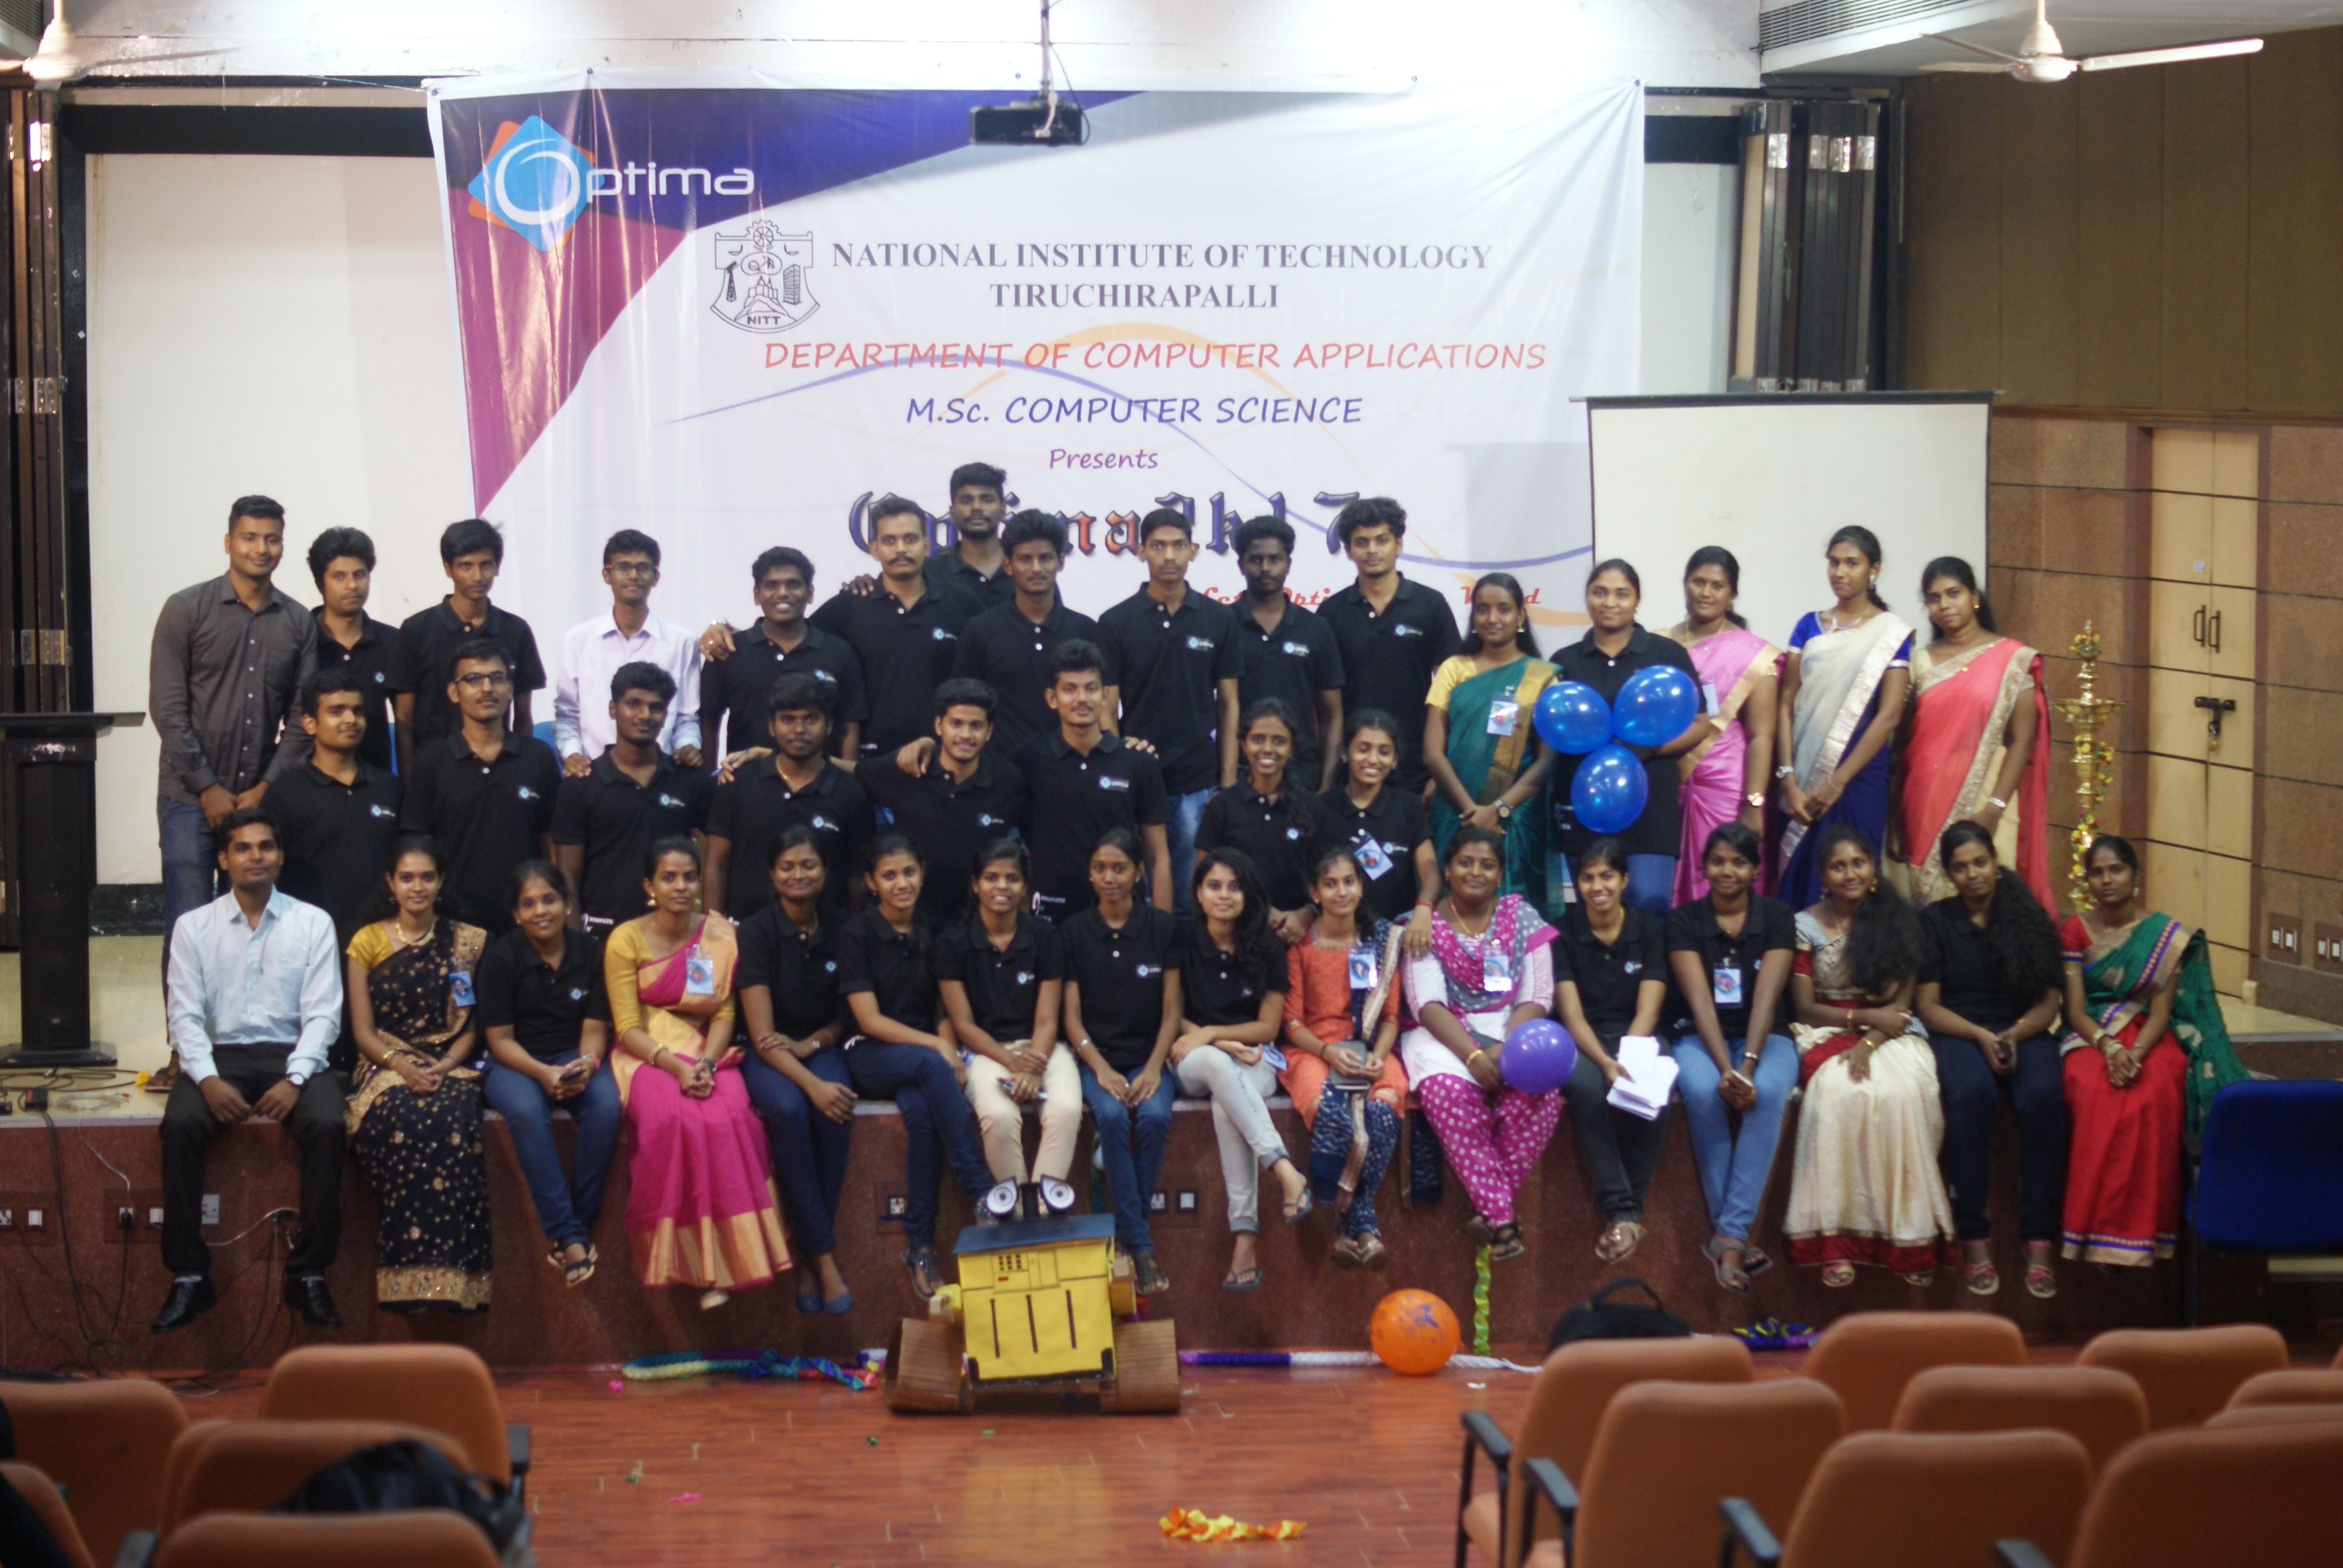 Optima
NATIONAL INSTITUTE OF TECHNOLOGY
TIRUCHIRAPALLI
NITT
DEPARTMENT OF COMPUTER APPLICATIONS
M.Sc. COMPUTER SCIENCE
Presents